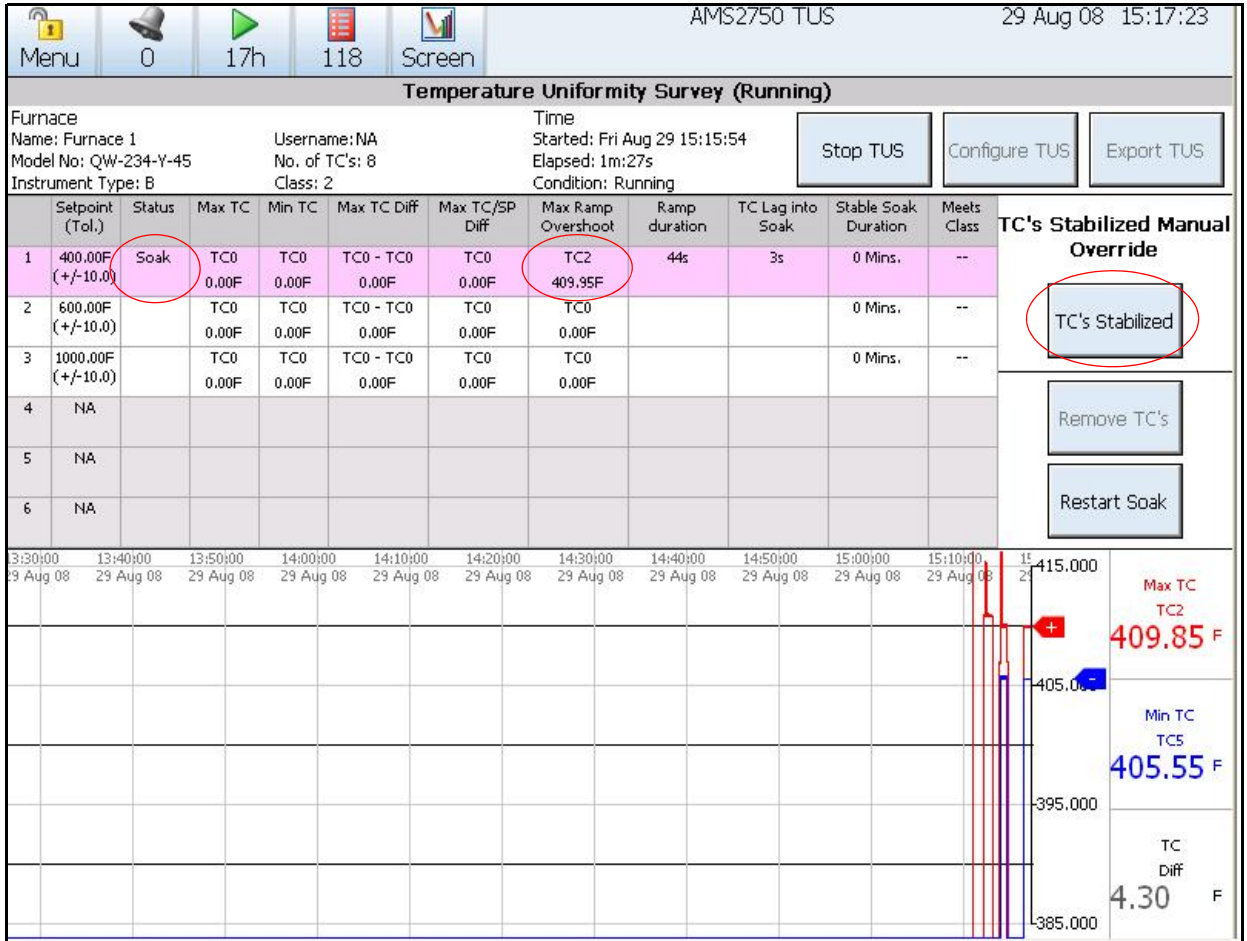 AMS2750 TUS 29 Aug 08 15:17:23
Menu 0 17h 118 Screen
Temperature Uniformity Survey (Running)
Furnace
Name: Furnace 1
Model No: QW-234-Y-45
Instrument Type: B
Username:NA
No. of TC's: 8
Class: 2
Time
Started: Fri Aug 29 15:15:54
Elapsed: 1m:27s
Condition: Running
Stop TUS
Configure TUS
Export TUS
Setpoint (Tol.) Status Max TC Min TC Max TC Diff Max TC/SP Diff Max Ramp Overshoot Ramp duration TC Lag into Soak Stable Soak Duration Meets Class
1 400.00F Soak TC0 TC0 TC0 - TC0 TC0 TC2 44s 3s 0 Mins. --
(+/-10.0) 0.00F 0.00F 0.00F 0.00F 409.95F
2 600.00F TC0 TC0 TC0 - TC0 TC0 TC0 0 Mins. --
(+/-10.0) 0.00F 0.00F 0.00F 0.00F 0.00F
3 1000.00F TC0 TC0 TC0 - TC0 TC0 TC0 0 Mins. --
(+/-10.0) 0.00F 0.00F 0.00F 0.00F 0.00F
4 NA
5 NA
6 NA
TC's Stabilized Manual
Override
TC's Stabilized
Remove TC's
Restart Soak
13:30:00 13:40:00 13:50:00 14:00:00 14:10:00 14:20:00 14:30:00 14:40:00 14:50:00 15:00:00 15:10:00
29 Aug 08 29 Aug 08 29 Aug 08 29 Aug 08 29 Aug 08 29 Aug 08 29 Aug 08 29 Aug 08 29 Aug 08 29 Aug 08 29 Aug 08
415.000
+
405.000
-
395.000
385.000
Max TC
TC2
409.85 F
Min TC
TC5
405.55 F
TC
Diff
4.30 F